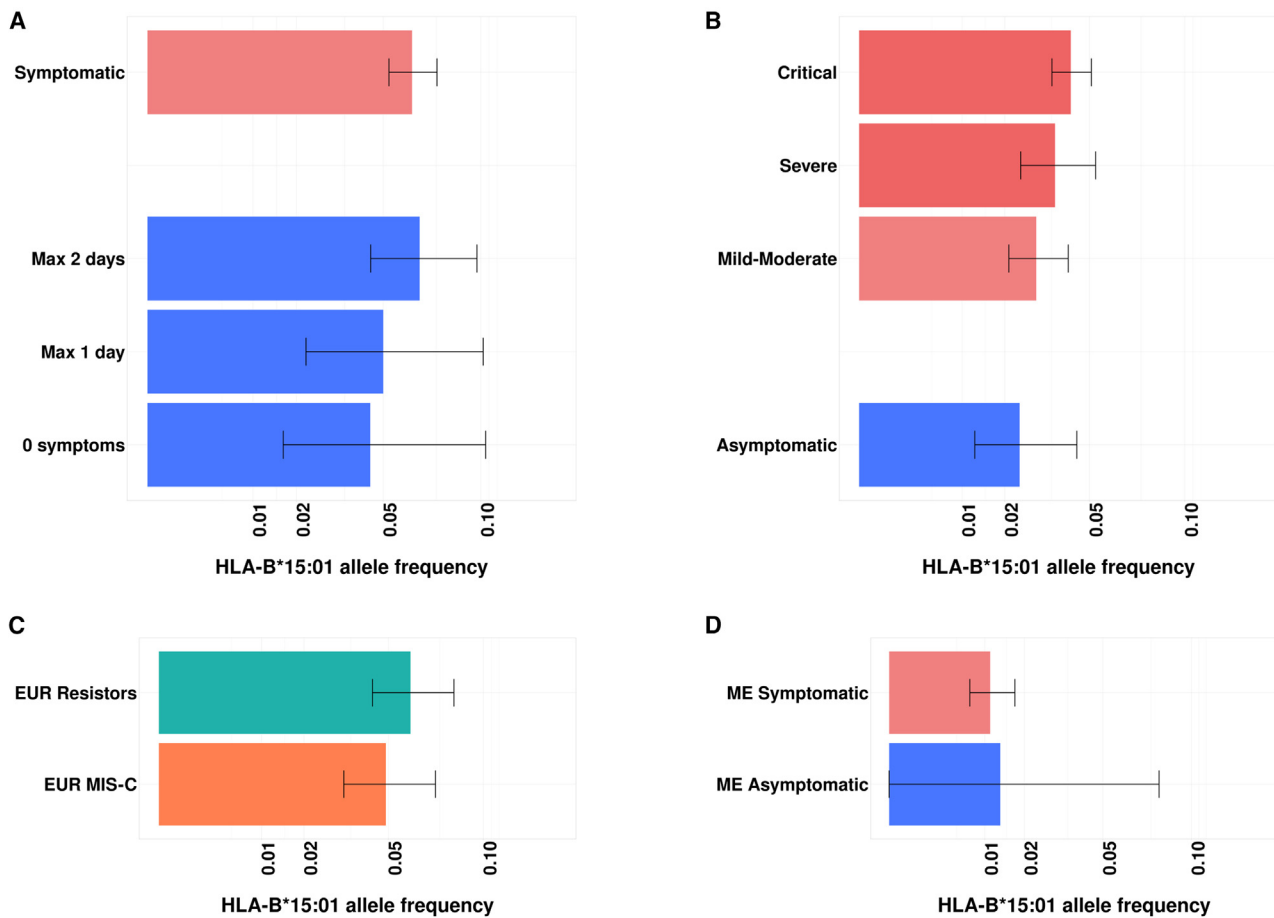 A
Symptomatic
Max 2 days
Max 1 day
0 symptoms
0.01
0.02
0.05
0.10
HLA-B*15:01 allele frequency
B
Critical
Severe
Mild-Moderate
Asymptomatic
0.01
0.02
0.05
0.10
HLA-B*15:01 allele frequency
C
EUR Resistors
EUR MIS-C
0.01
0.02
0.05
0.10
HLA-B*15:01 allele frequency
D
ME Symptomatic
ME Asymptomatic
0.01
0.02
0.05
0.10
HLA-B*15:01 allele frequency